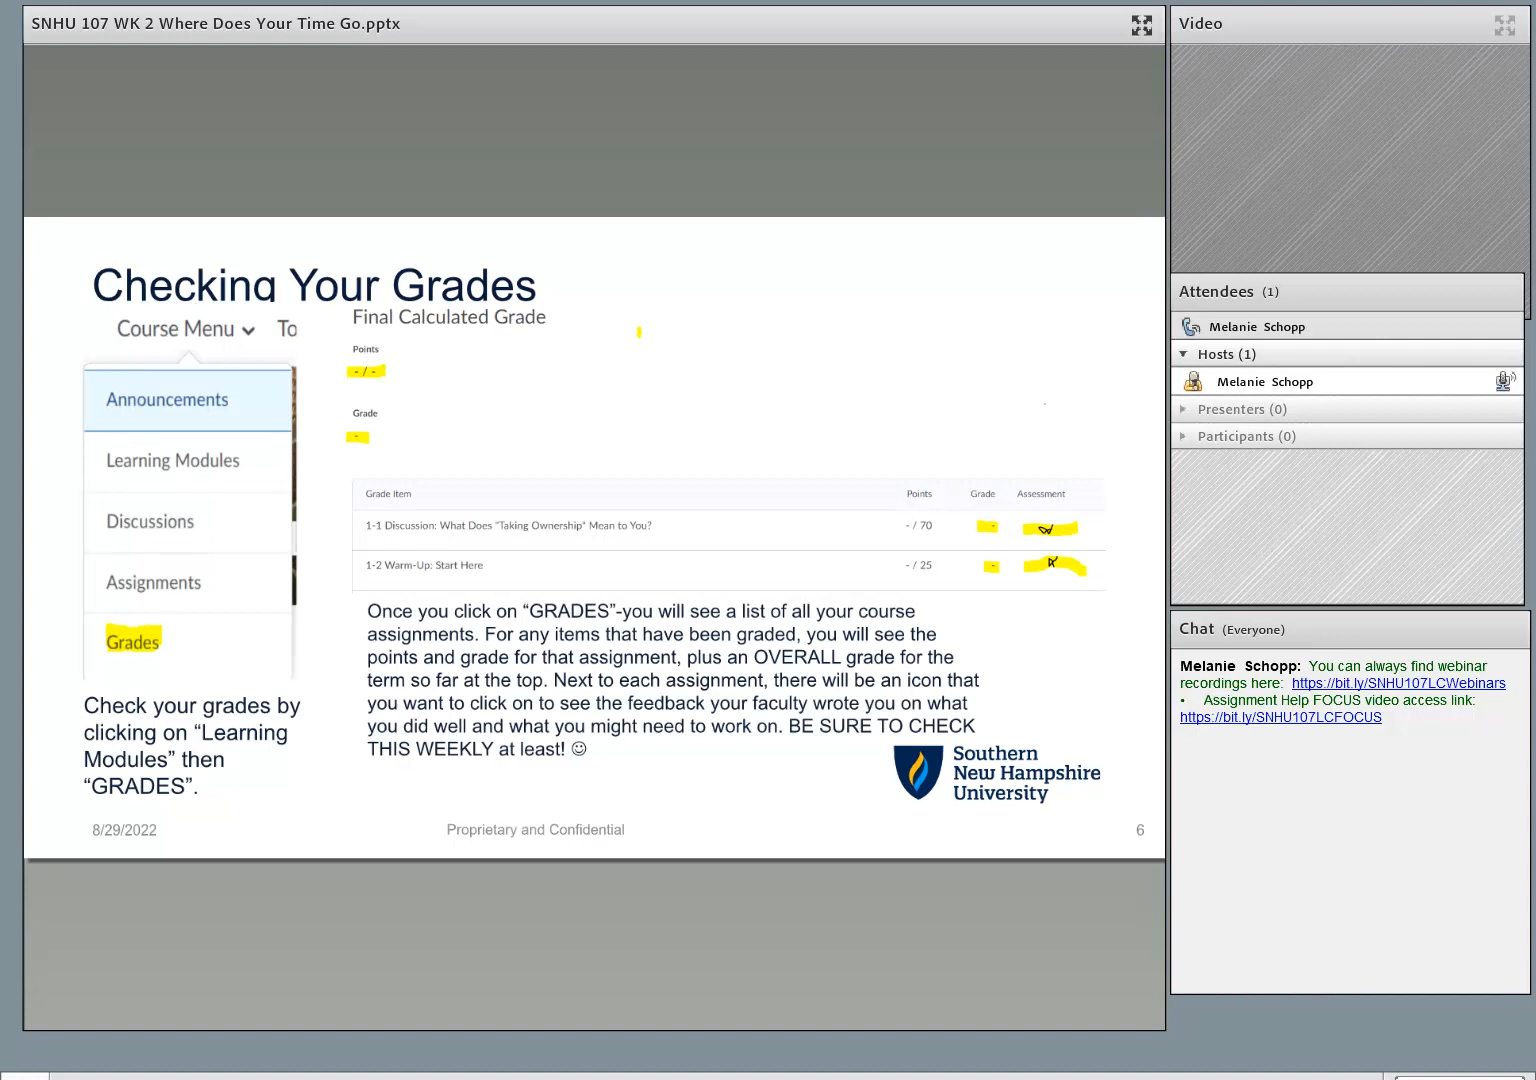 SNHU 107 WK 2 Where Does Your Time Go.pptx
Checking Your Grades
Course Menu To
Announcements
Learning Modules
Discussions
Assignments
Grades
Check your grades by
clicking on “Learning
Modules” then
“GRADES”.
Final Calculated Grade
Points
- / -
Grade
-
Grade Item Points Grade Assessment
1-1 Discussion: What Does "Taking Ownership" Mean to You? - / 70 -
1-2 Warm-Up: Start Here - / 25 -
Once you click on “GRADES”-you will see a list of all your course
assignments. For any items that have been graded, you will see the
points and grade for that assignment, plus an OVERALL grade for the
term so far at the top. Next to each assignment, there will be an icon that
you want to click on to see the feedback your faculty wrote you on what
you did well and what you might need to work on. BE SURE TO CHECK
THIS WEEKLY at least! ☺
Southern
New Hampshire
University
8/29/2022 Proprietary and Confidential 6
Video
Attendees (1)
Melanie Schopp
Hosts (1)
Melanie Schopp
Presenters (0)
Participants (0)
Chat (Everyone)
Melanie Schopp: You can always find webinar
recordings here: https://bit.ly/SNHU107LCWebinars
• Assignment Help FOCUS video access link:
https://bit.ly/SNHU107LCFOCUS